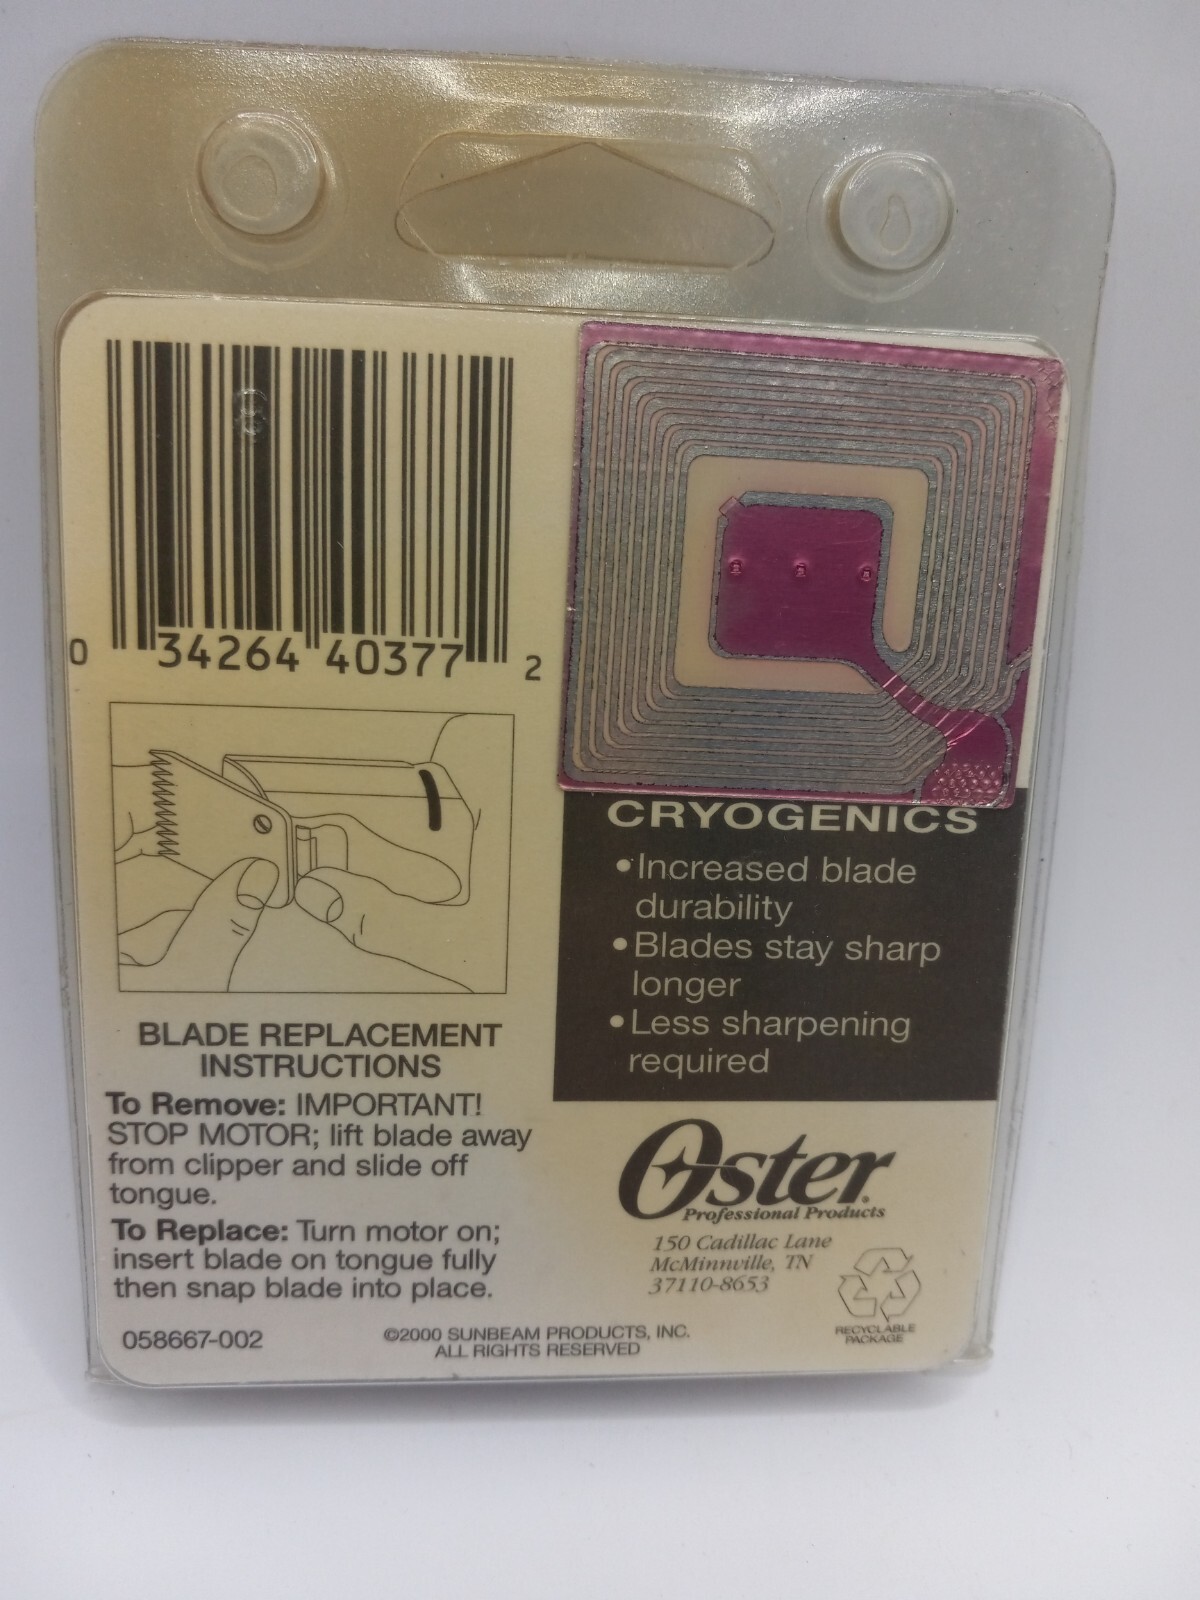 0 34264 40377 2
CRYOGENICS
•Increased blade
durability
•Blades stay sharp
longer
•Less sharpening
required
BLADE REPLACEMENT
INSTRUCTIONS
To Remove: IMPORTANT!
STOP MOTOR; lift blade away
from clipper and slide off
tongue.
To Replace: Turn motor on;
insert blade on tongue fully
then snap blade into place.
058667-002
©2000 SUNBEAM PRODUCTS, INC.
ALL RIGHTS RESERVED
Oster®
Professional Products
150 Cadillac Lane
McMinnville, TN
37110-8653
RECYCLABLE
PACKAGE